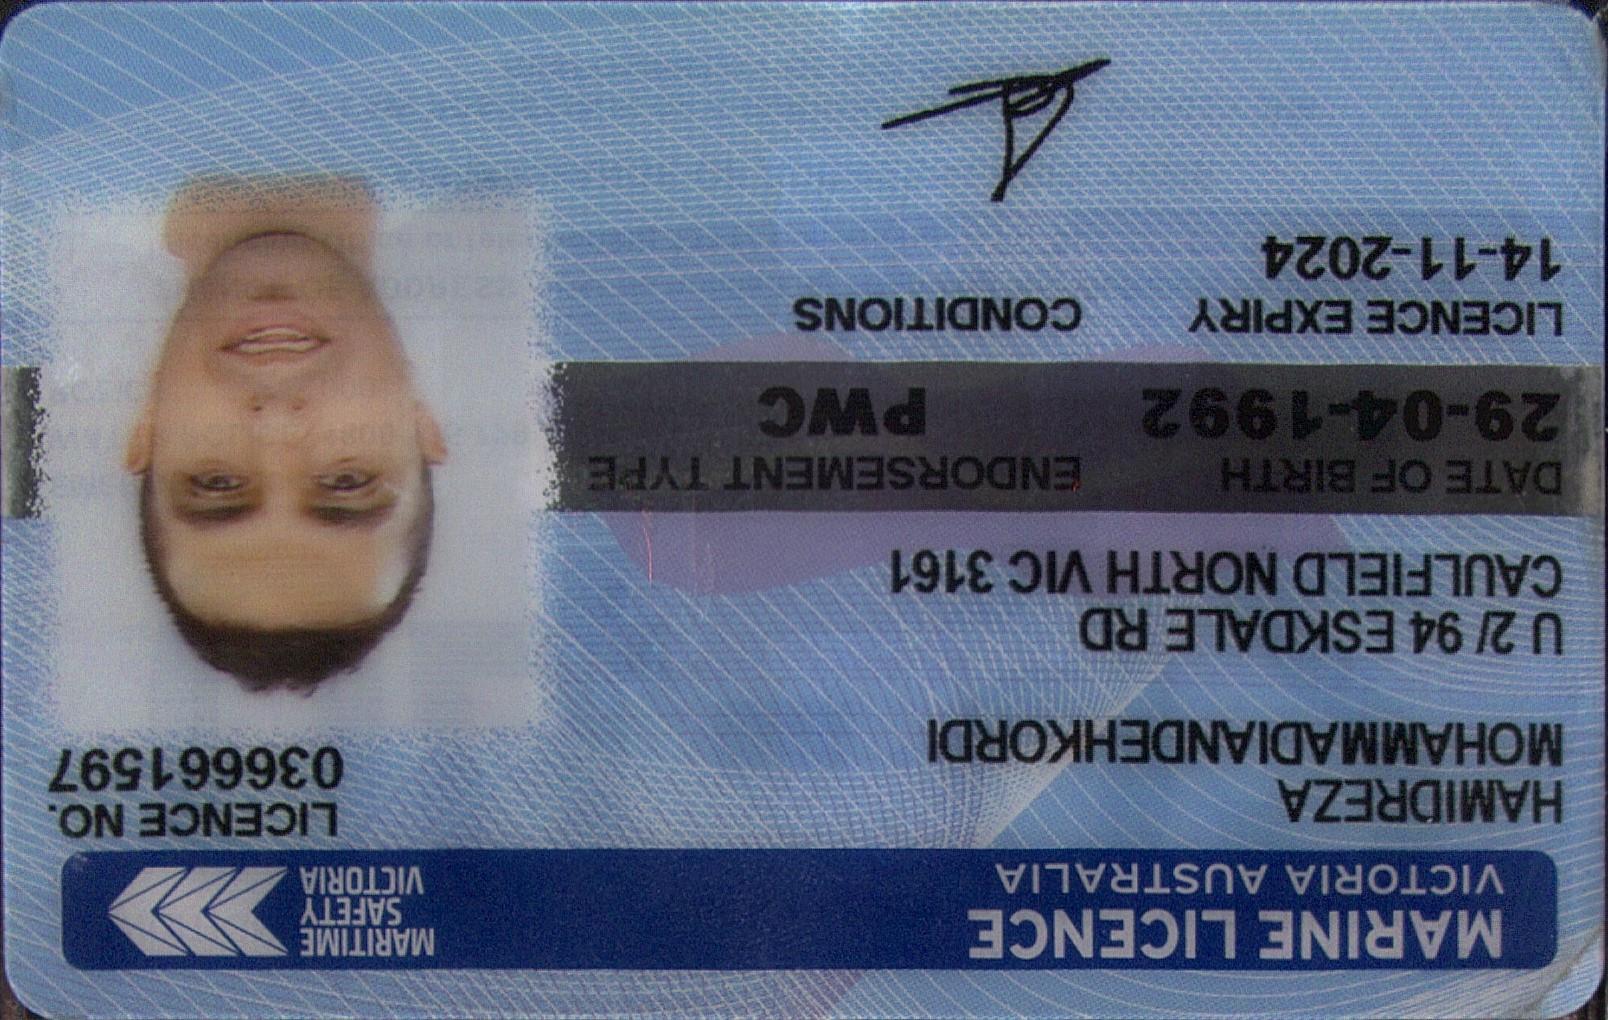 MARINE LICENCE
VICTORIA AUSTRALIA
MARITIME
SAFETY
VICTORIA
HAMIDREZA
MOHAMMADIANDEHKORDI
LICENCE NO.
036661597
U 2/ 94 ESKDALE RD
CAULFIELD NORTH VIC 3161
DATE OF BIRTH ENDORSEMENT TYPE
29-04-1992 PWC
LICENCE EXPIRY CONDITIONS
14-11-2024